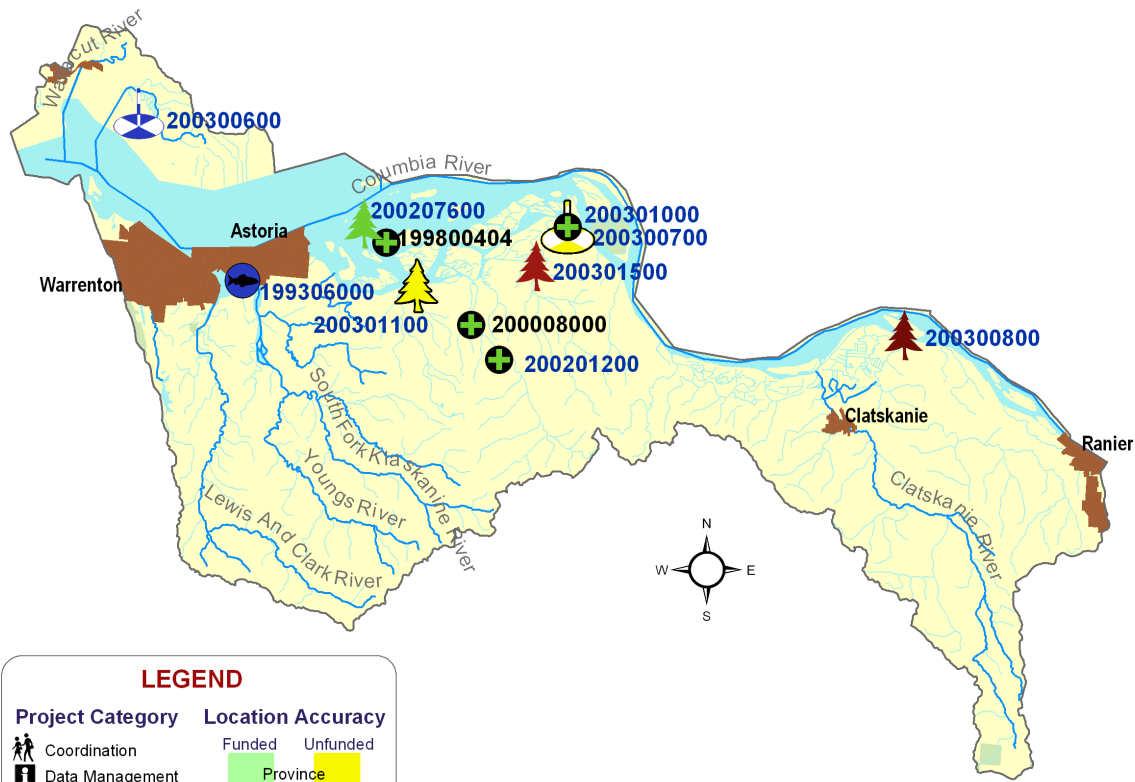 Wallacut River
200300600
Columbia River
200207600
200301000
Astoria
199800404
200300700
200301500
Warrenton
199306000
200301100
200008000
200300800
200201200
Clatskanie
South Fork Klaskanine River
Ranier
Youngs River
Clatskanie River
Lewis And Clark River
N
W
E
S
LEGEND
Project Category
Location Accuracy
Funded
Unfunded
Coordination
Province
Data Management